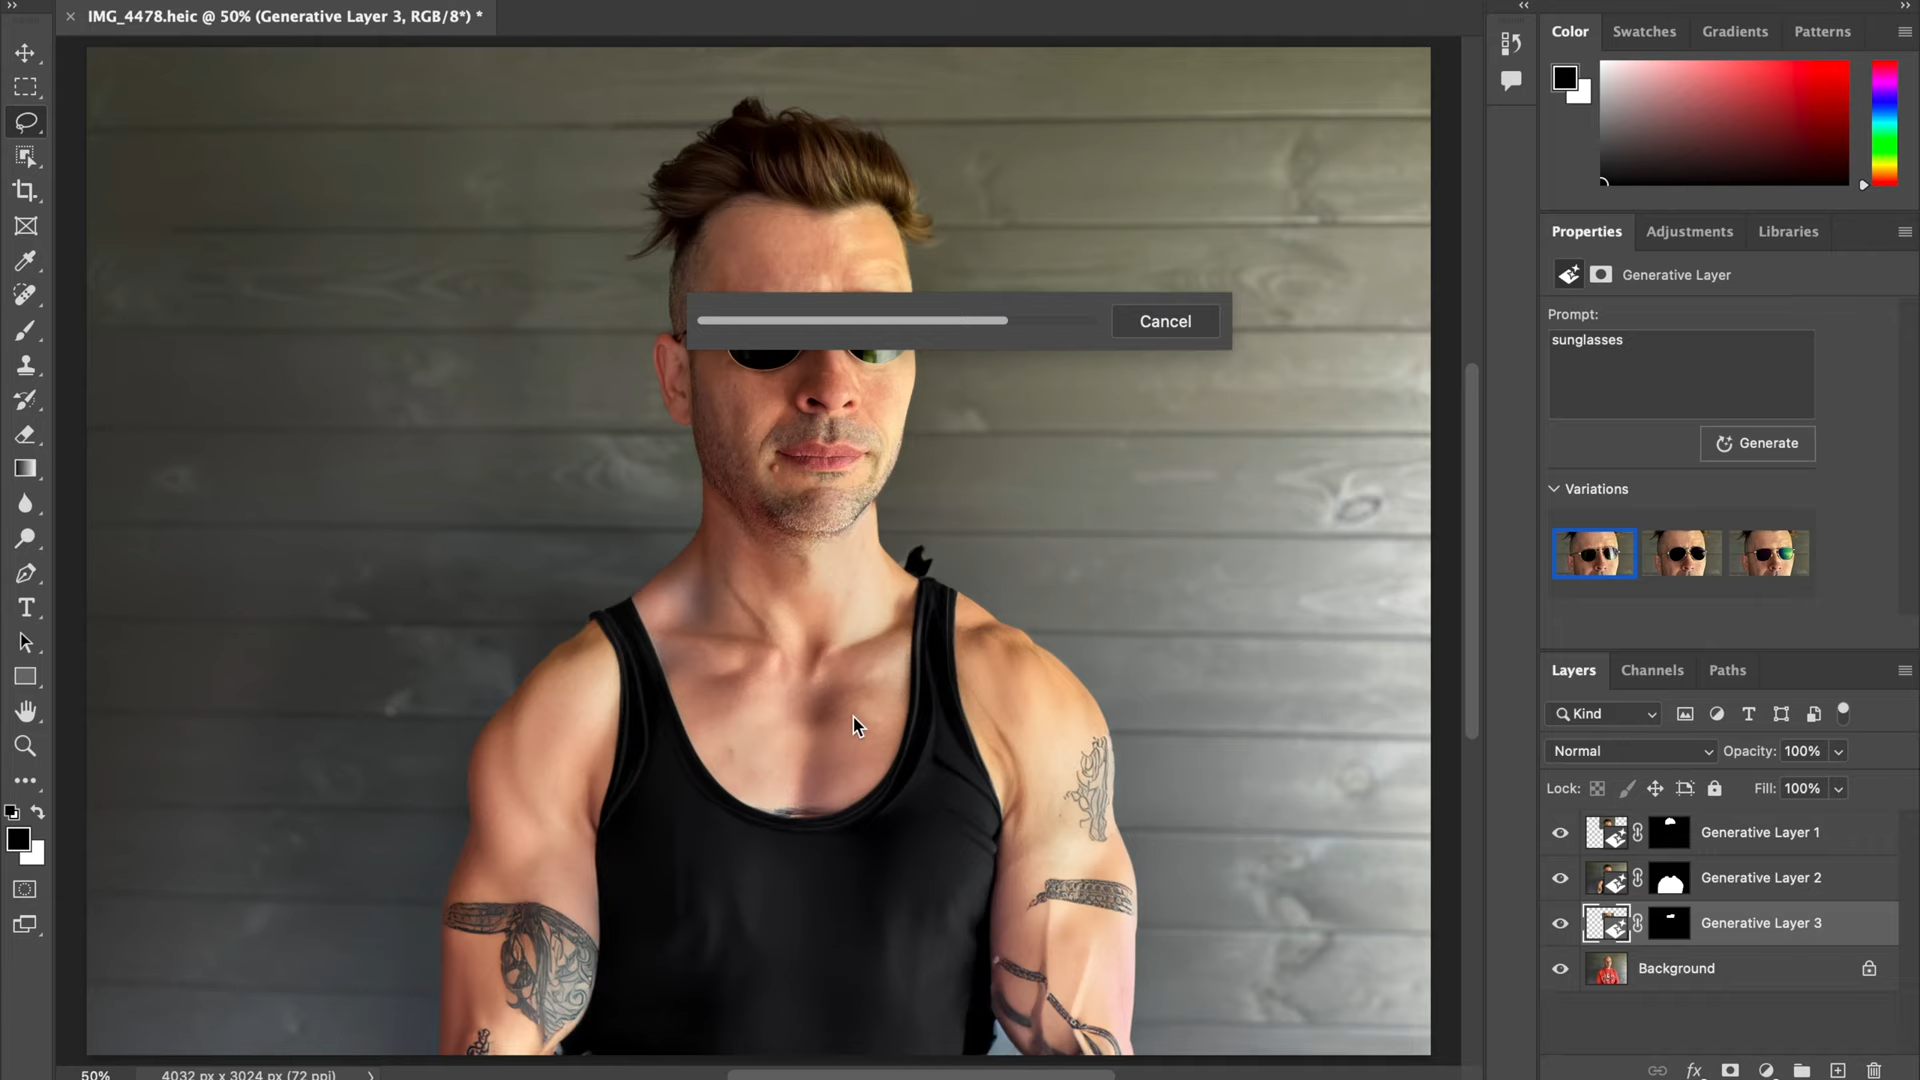 IMG_4478.heic @ 50% (Generative Layer 3, RGB/8*) *
Color
Swatches
Gradients
Patterns
Properties
Adjustments
Libraries
Generative Layer
Prompt:
sunglasses
Generate
Variations
Cancel
Layers
Channels
Paths
Kind
Normal
Opacity: 100%
Lock:
Fill: 100%
Generative Layer 1
Generative Layer 2
Generative Layer 3
Background
fx
50%
4032 px x 3024 px (72 ppi)